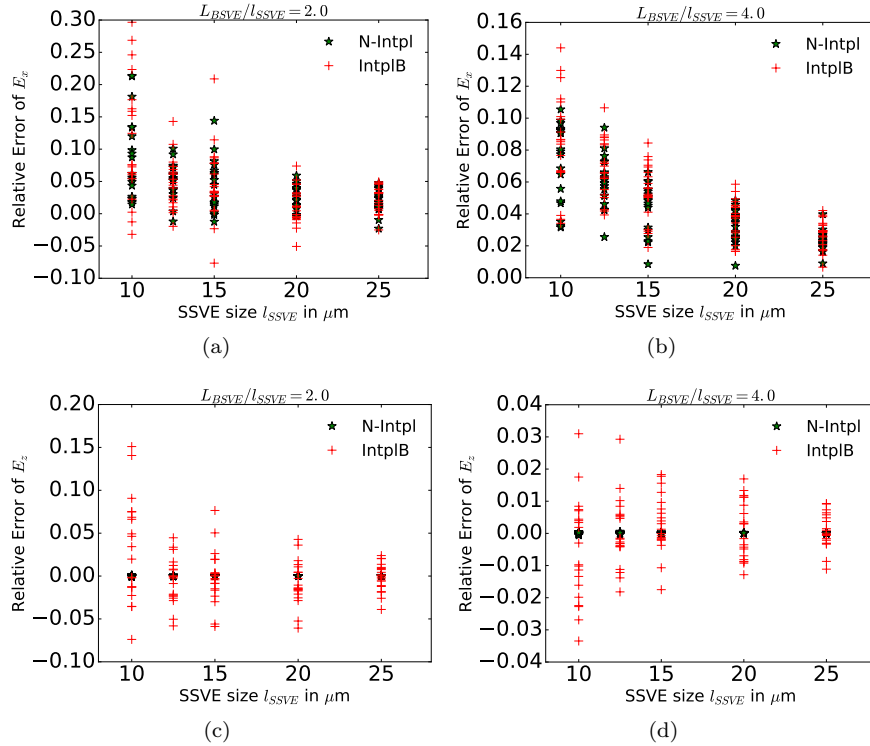 L_{BSVE}/l_{SSVE} = 2.0
0.30
0.25
0.20
0.15
0.10
0.05
0.00
−0.05
−0.10
Relative Error of E_x
N-Intpl
IntplB
10
15
20
25
SSVE size l_{SSVE} in μm
(a)
L_{BSVE}/l_{SSVE} = 4.0
0.16
0.14
0.12
0.10
0.08
0.06
0.04
0.02
0.00
Relative Error of E_x
N-Intpl
IntplB
10
15
20
25
SSVE size l_{SSVE} in μm
(b)
L_{BSVE}/l_{SSVE} = 2.0
0.20
0.15
0.10
0.05
0.00
−0.05
−0.10
Relative Error of E_z
N-Intpl
IntplB
10
15
20
25
SSVE size l_{SSVE} in μm
(c)
L_{BSVE}/l_{SSVE} = 4.0
0.04
0.03
0.02
0.01
0.00
−0.01
−0.02
−0.03
−0.04
Relative Error of E_z
N-Intpl
IntplB
10
15
20
25
SSVE size l_{SSVE} in μm
(d)